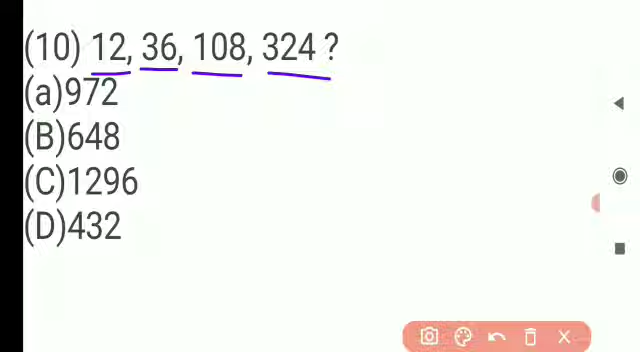 (10) 12, 36, 108, 324 ?
(a)972
(B)648
(C)1296
(D)432